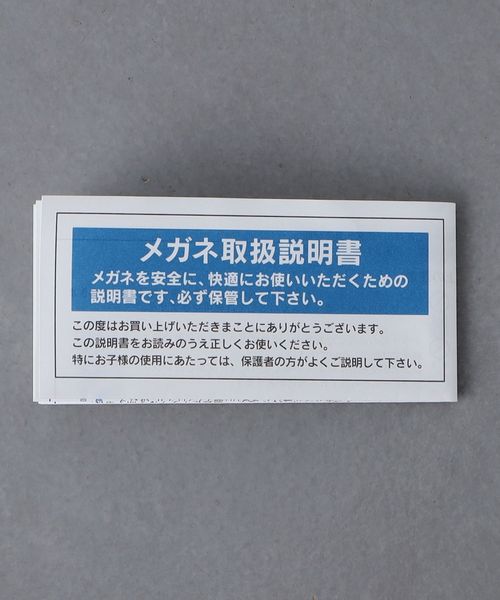 メガネ取扱説明書
メガネを安全に、快適にお使いいただくための
説明書です、必ず保管して下さい。
この度はお買い上げいただきまことにありがとうございます。
この説明書をお読みのうえ正しくお使いください。
特にお子様の使用にあたっては、保護者の方がよくご説明して下さい。